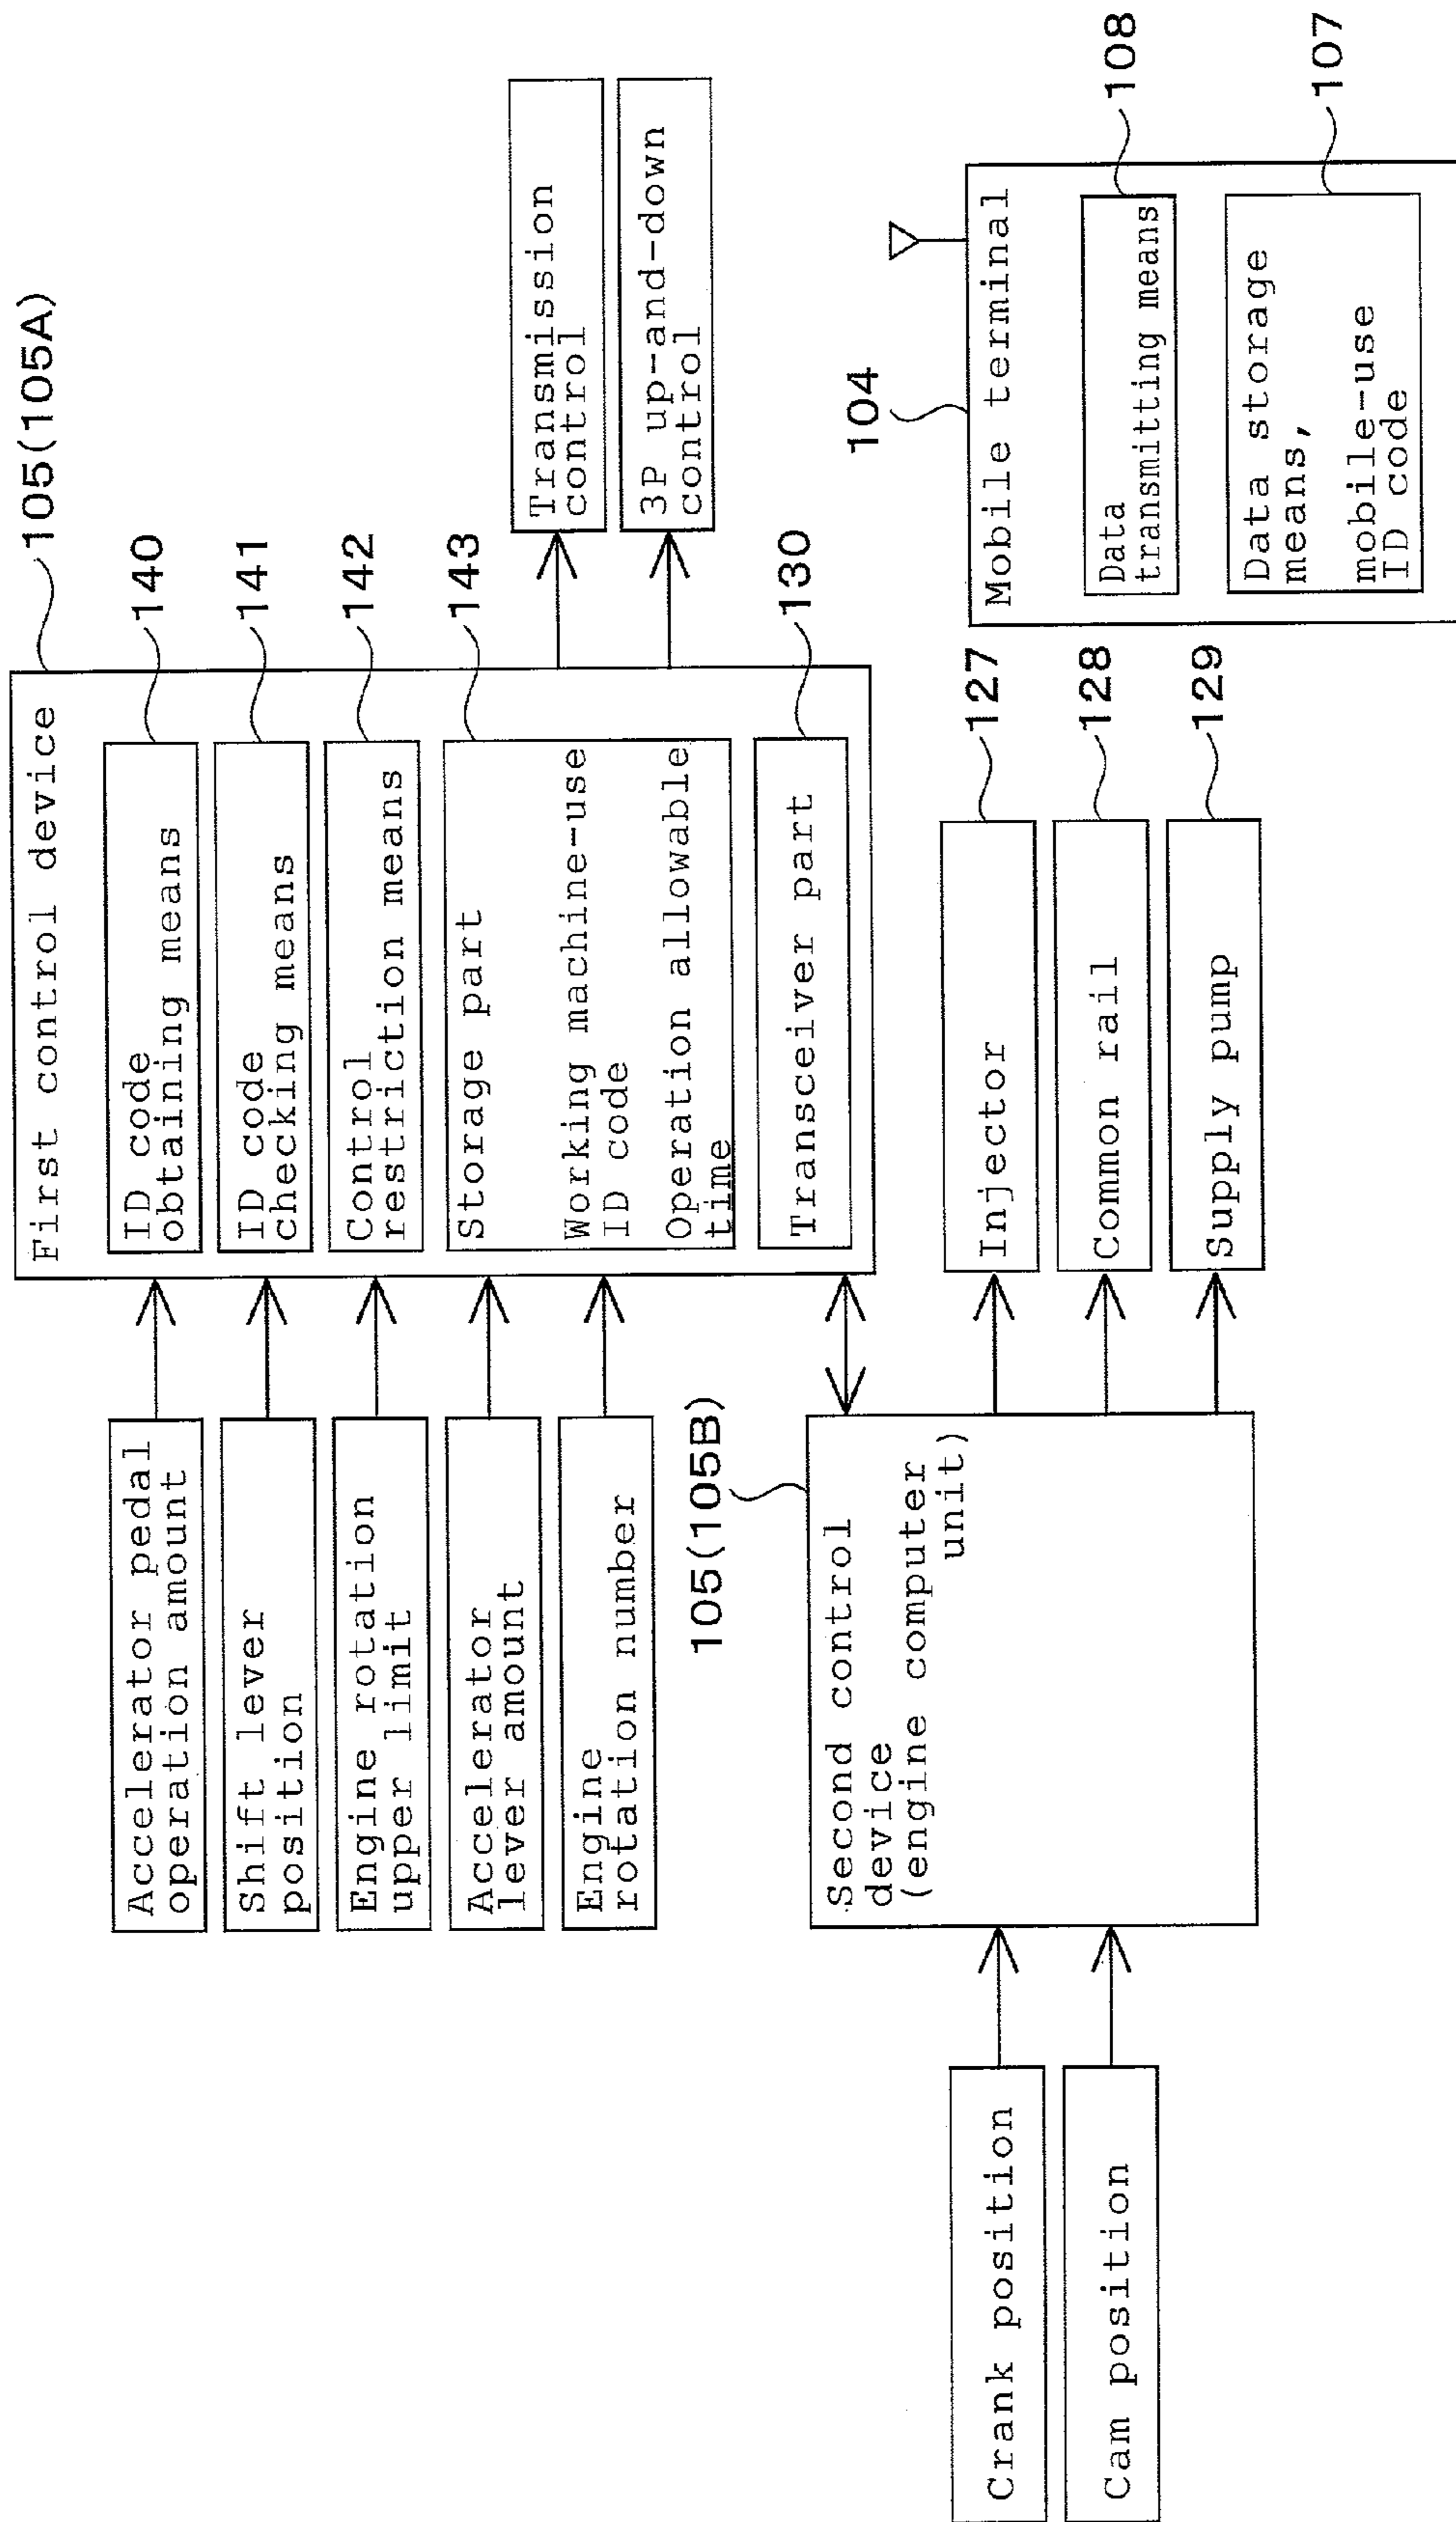 Accelerator pedal
operation amount
Shift lever
position
Engine rotation
upper limit
Accelerator
lever amount
Engine
rotation number
105(105A)
First control device
ID code
obtaining means
140
ID code
checking means
141
Control
restriction means
142
Storage part
143
Working machine-use
ID code
Operation allowable
time
Transceiver part
130
Transmission
control
3P up-and-down
control
Crank position
Cam position
105(105B)
Second control
device
(engine computer
unit)
Injector
127
Common rail
128
Supply pump
129
104
Mobile terminal
Data
transmitting means
108
Data storage
means,
mobile-use
ID code
107